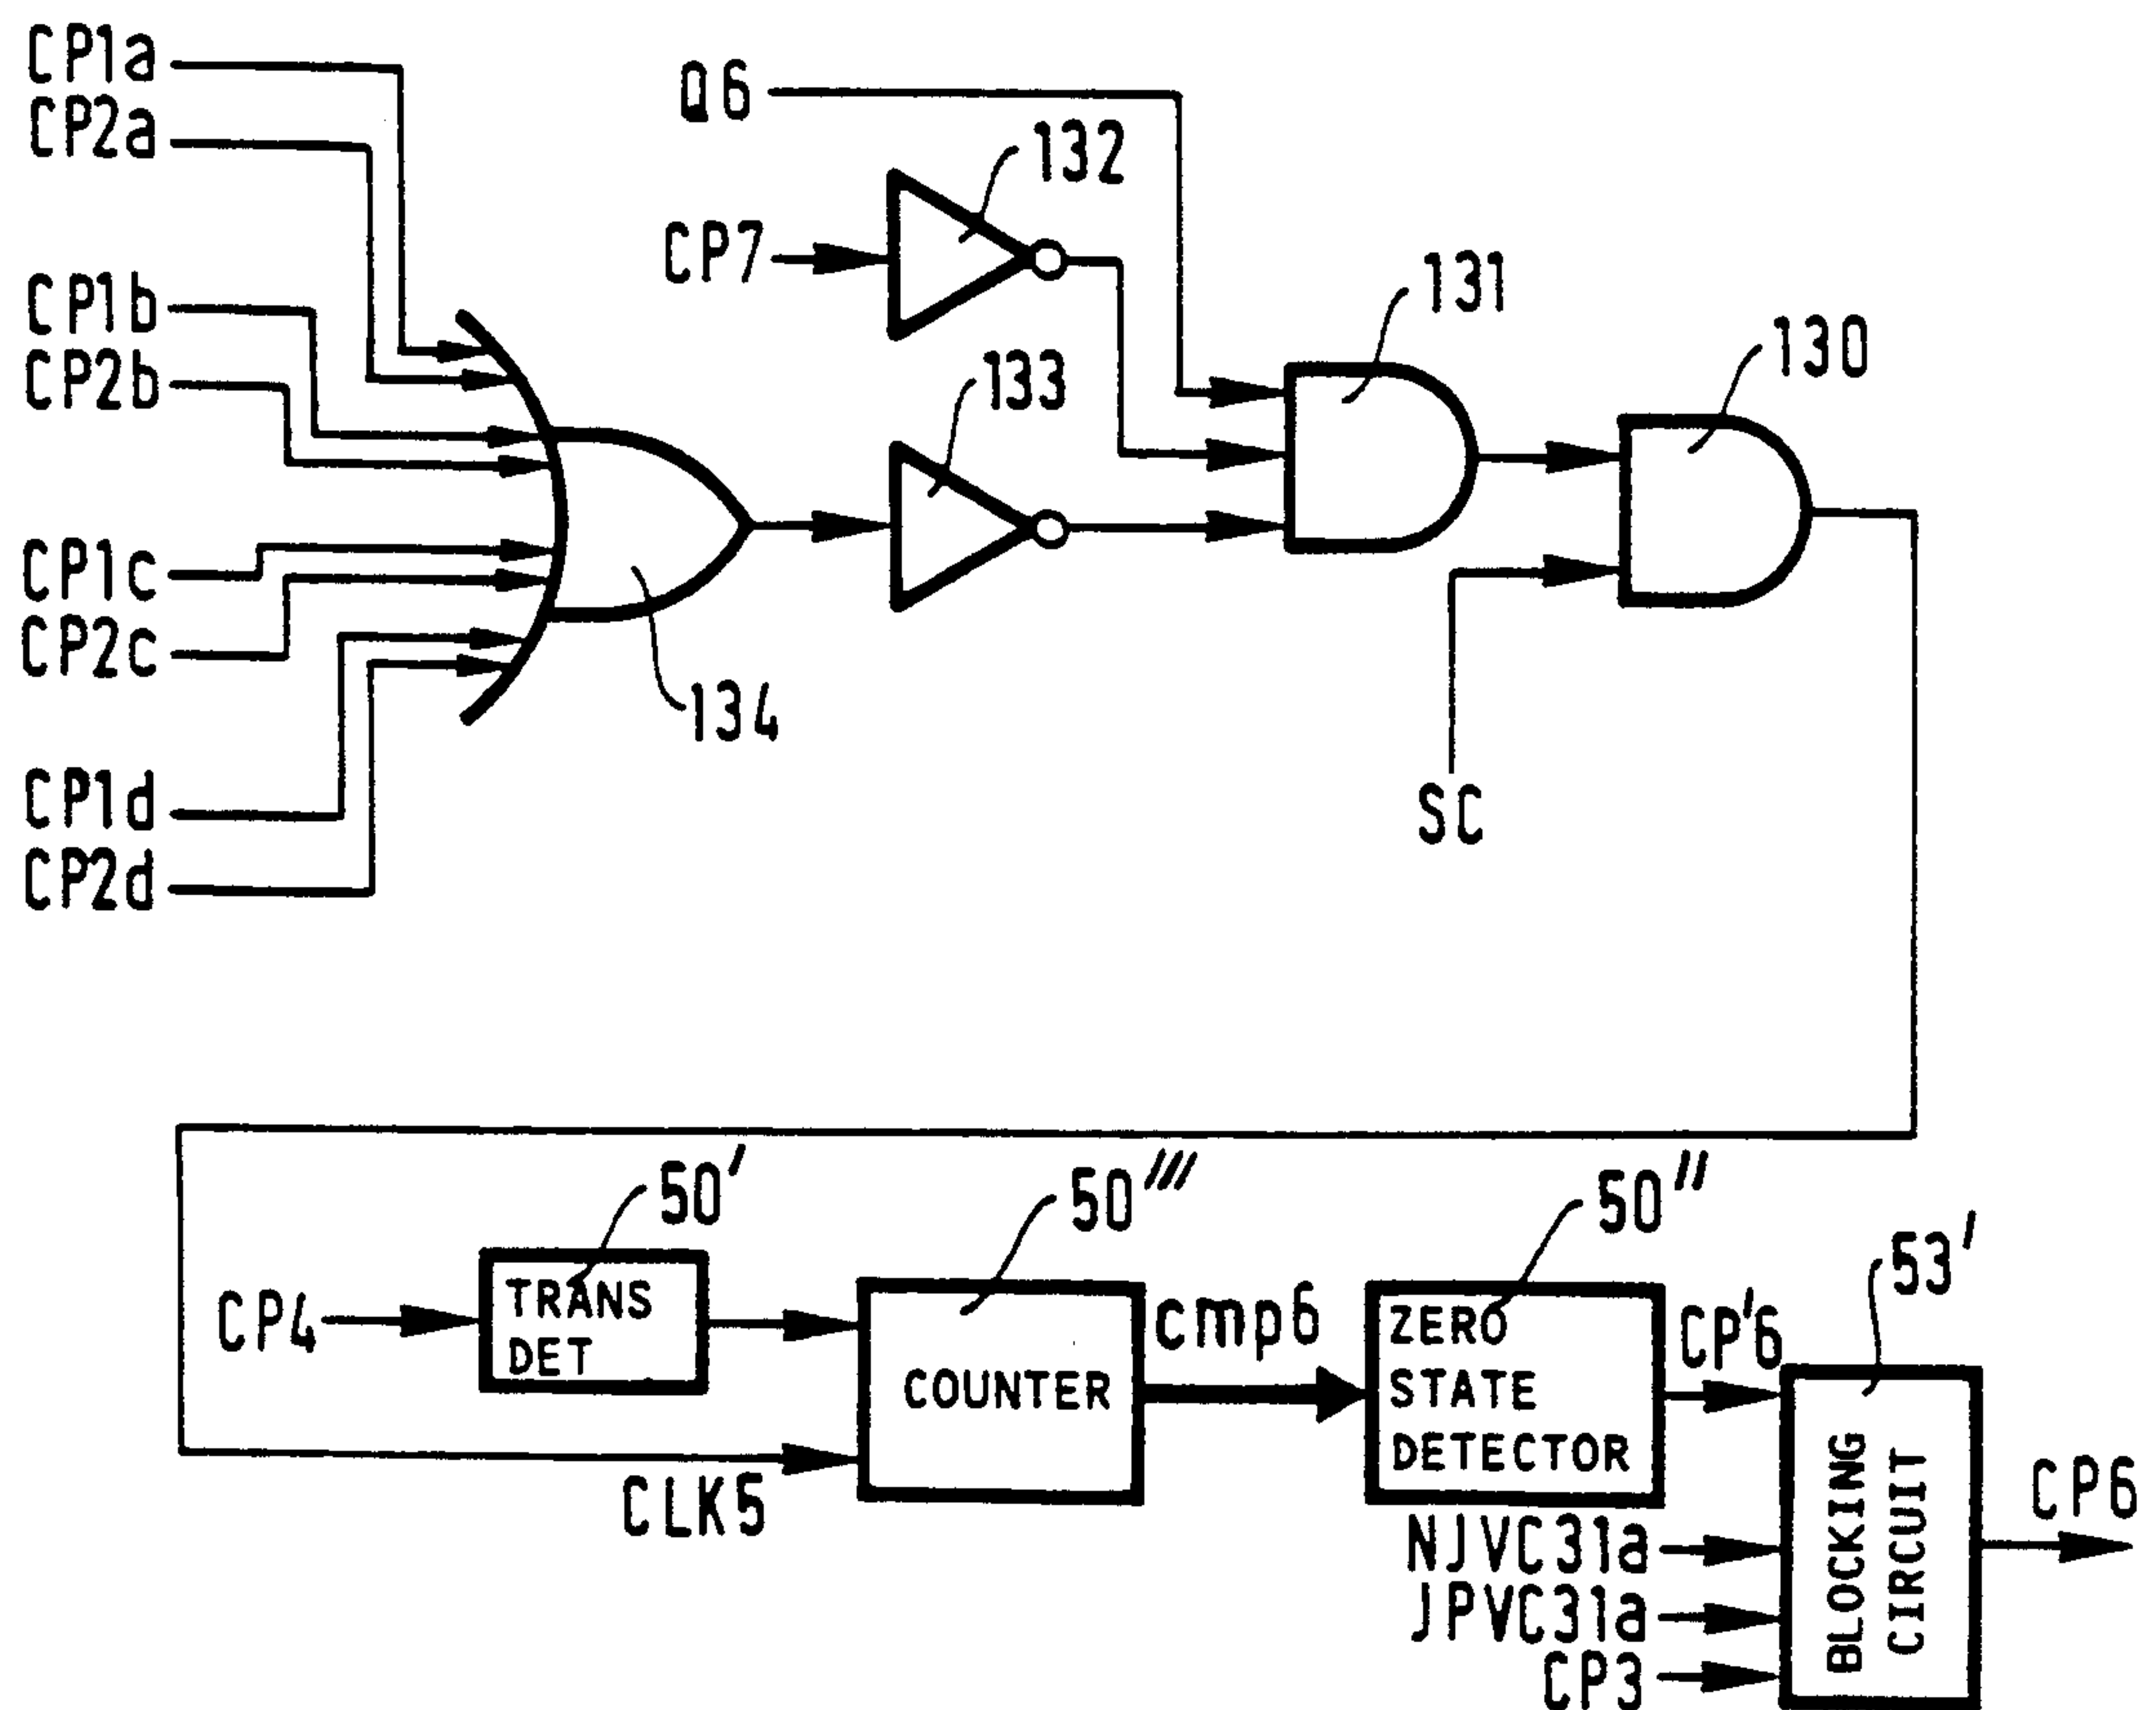 CP1a
CP2a
CP1b
CP2b
CP1c
CP2c
CP1d
CP2d
134
Q6
CP7
132
133
131
130
SC
CP4
50'
TRANS
DET
CLK5
50'''
COUNTER
cmp6
50''
ZERO
STATE
DETECTOR
CP'6
53'
NJVC31a
JPVC31a
CP3
BLOCKING
CIRCUIT
CP6